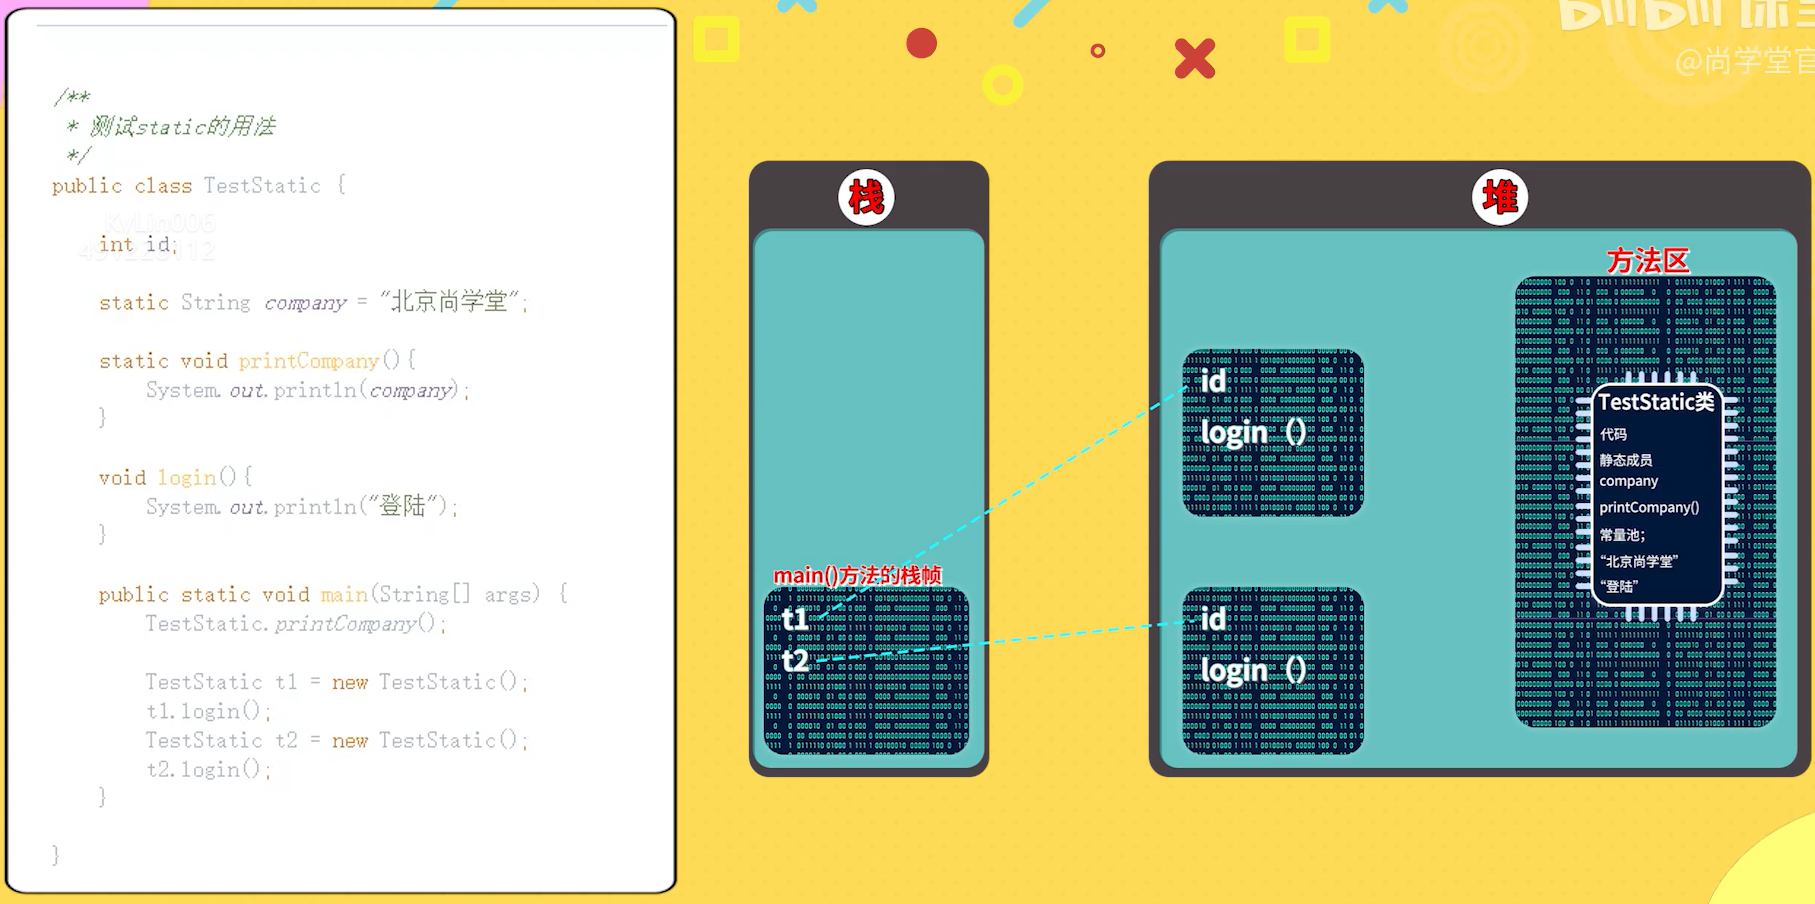 /**
 * 测试static的用法
 */
public class TestStatic {
KyLin006
int id;
static String company = "北京尚学堂";
static void printCompany(){
System.out.println(company);
}
void login(){
System.out.println("登陆");
}
public static void main(String[] args) {
TestStatic.printCompany();
TestStatic t1 = new TestStatic();
t1.login();
TestStatic t2 = new TestStatic();
t2.login();
}
}
@尚学堂官
栈
main()方法的栈帧
t1
t2
堆
id
login ()
id
login ()
方法区
TestStatic类
代码
静态成员
company
printCompany()
常量池;
“北京尚学堂”
“登陆”